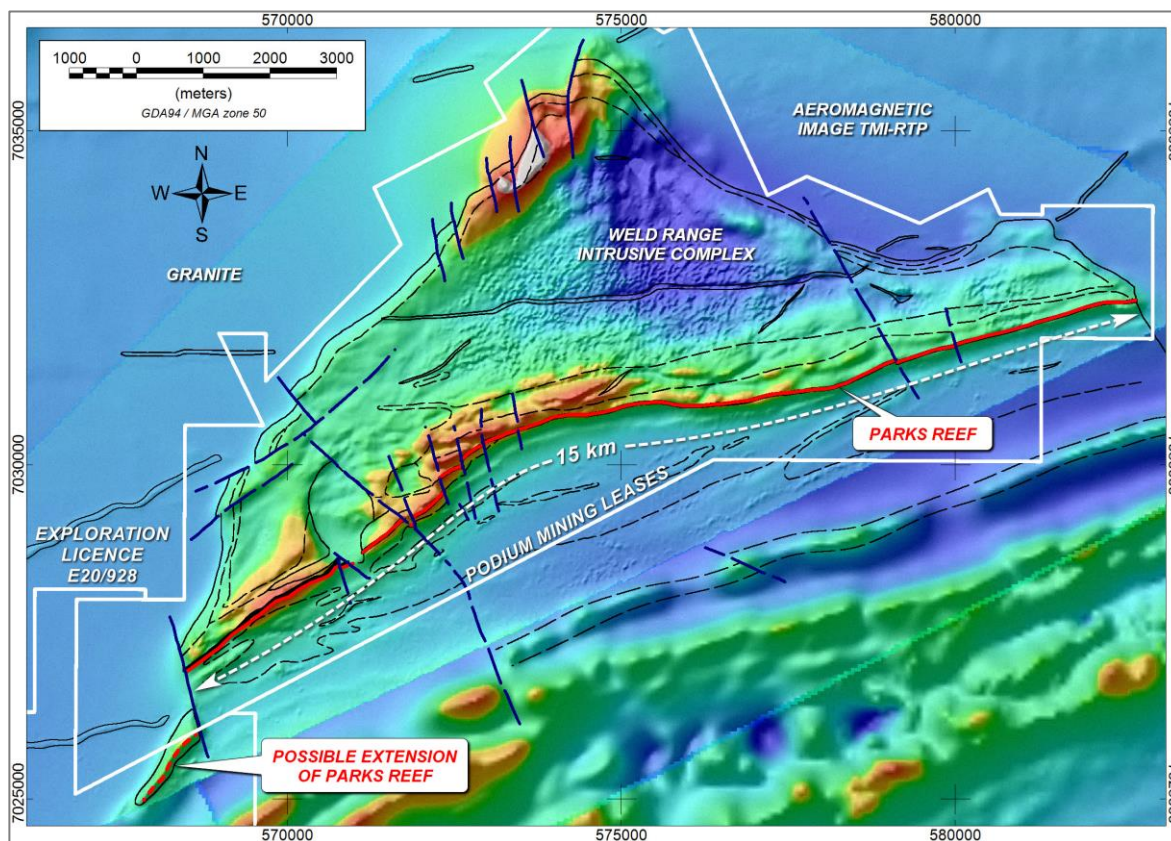 570000
575000
580000
1000 0 1000 2000 3000
(meters)
GDA94 / MGA zone 50
N
W E
S
7035000
AEROMAGNETIC
IMAGE TMI-RTP
WELD RANGE
INTRUSIVE COMPLEX
GRANITE
PARKS REEF
7030000
15 km
PODIUM MINING LEASES
EXPLORATION
LICENCE
E20/928
POSSIBLE EXTENSION
OF PARKS REEF
7025000
570000
575000
580000